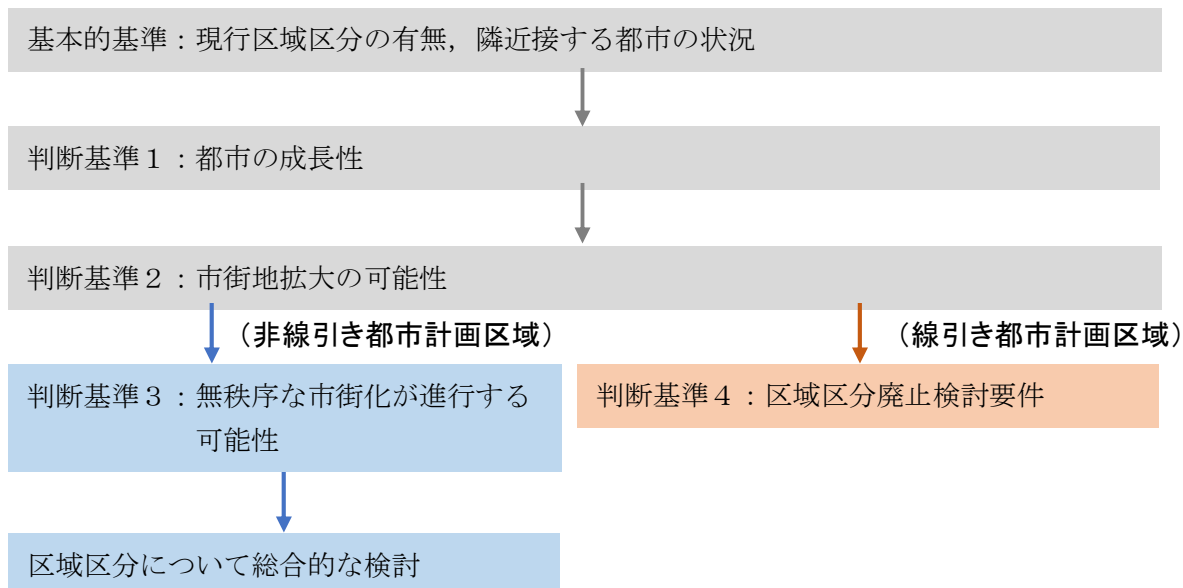 基本的基準：現行区域区分の有無，隣近接する都市の状況
判断基準１：都市の成長性
判断基準２：市街地拡大の可能性
（非線引き都市計画区域）
（線引き都市計画区域）
判断基準３：無秩序な市街化が進行する
可能性
判断基準４：区域区分廃止検討要件
区域区分について総合的な検討